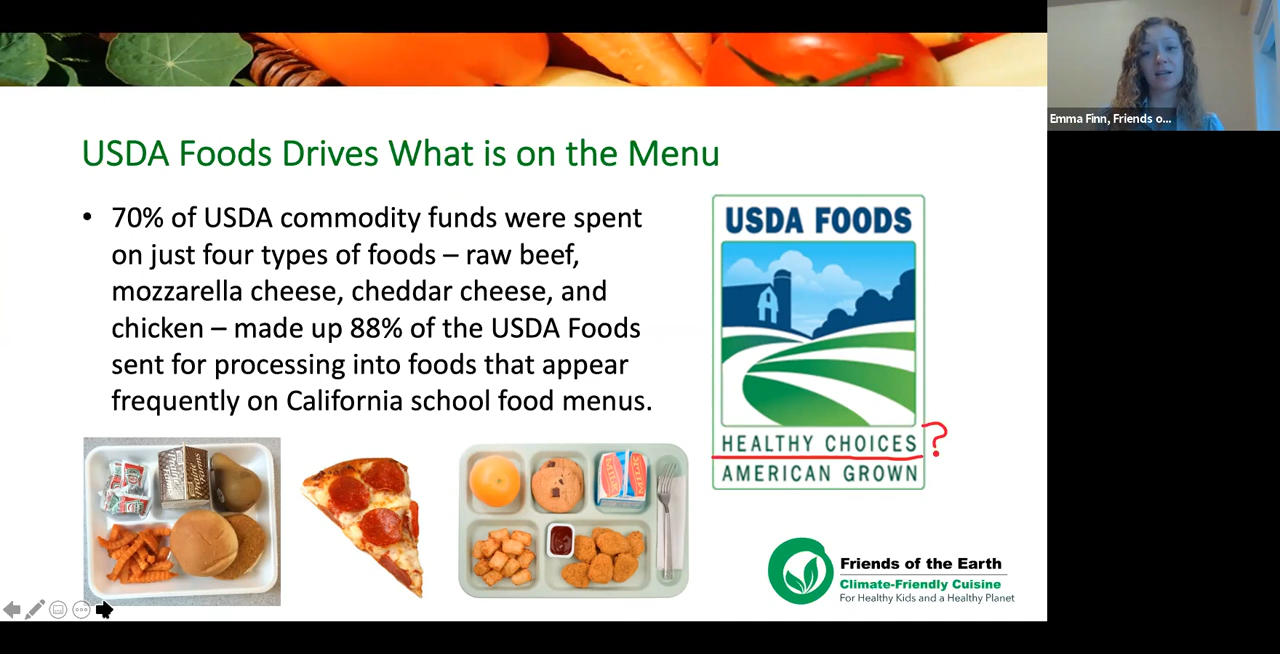 USDA Foods Drives What is on the Menu
• 70% of USDA commodity funds were spent
on just four types of foods – raw beef,
mozzarella cheese, cheddar cheese, and
chicken – made up 88% of the USDA Foods
sent for processing into foods that appear
frequently on California school food menus.
USDA FOODS
HEALTHY CHOICES ?
AMERICAN GROWN
Friends of the Earth
Climate-Friendly Cuisine
For Healthy Kids and a Healthy Planet
Emma Finn, Friends o...
MILK